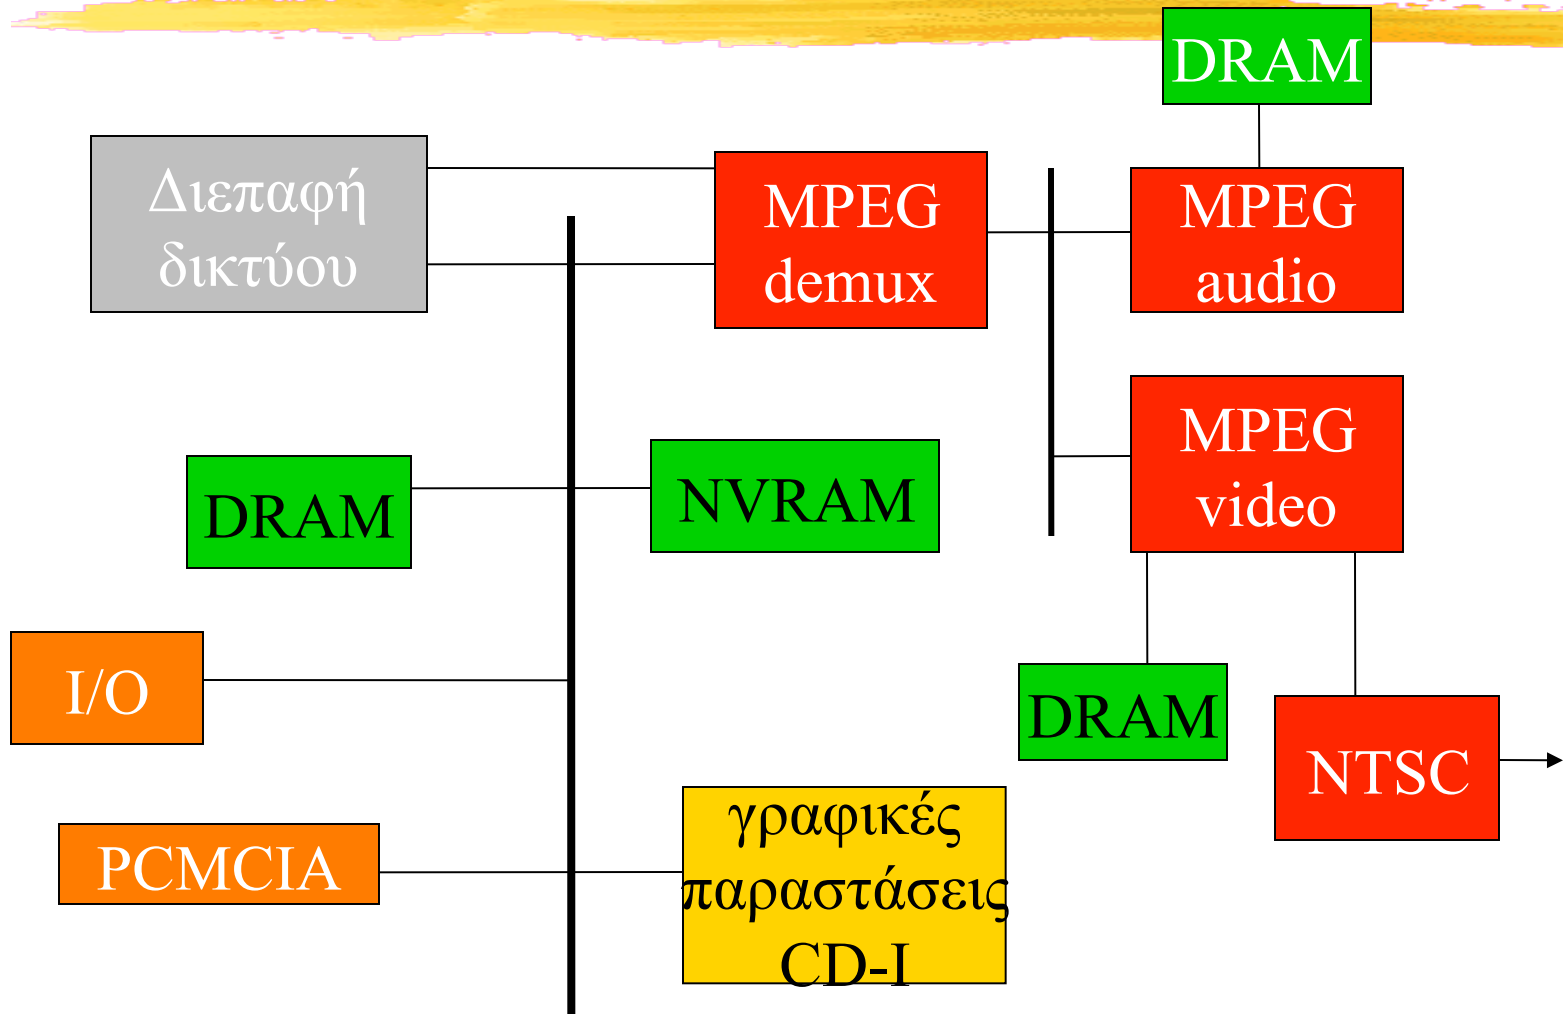 DRAM
Διεπαφή
δικτύου
MPEG
demux
MPEG
audio
MPEG
video
DRAM
NVRAM
I/O
DRAM
NTSC
PCMCIA
γραφικές
παραστάσεις
CD-I